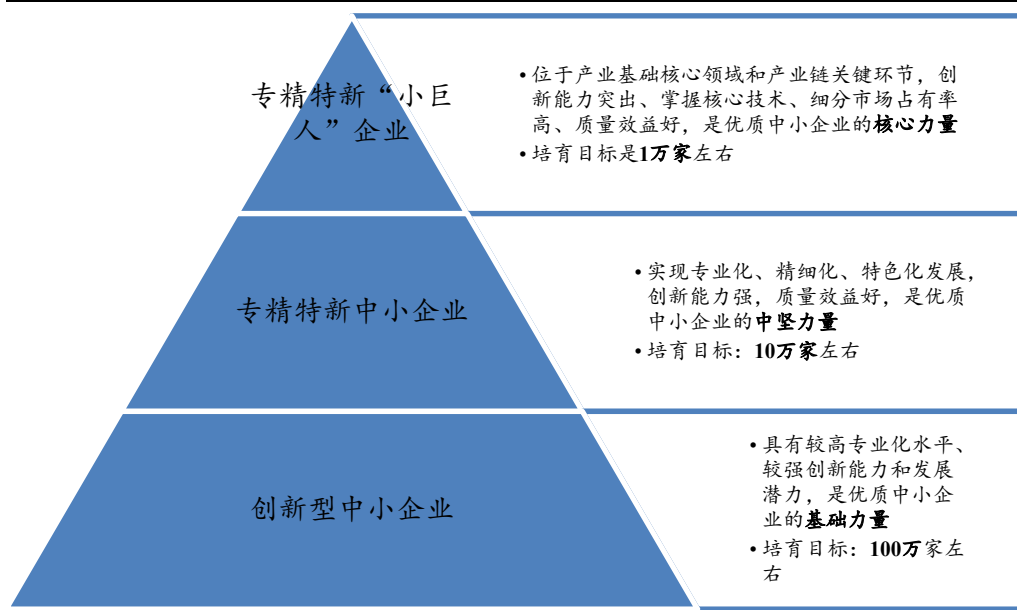 专精特新“小巨
人”企业
•位于产业基础核心领域和产业链关键环节，创
新能力突出、掌握核心技术、细分市场占有率
高、质量效益好，是优质中小企业的核心力量
•培育目标是1万家左右
专精特新中小企业
•实现专业化、精细化、特色化发展，
创新能力强，质量效益好，是优质
中小企业的中坚力量
•培育目标：10万家左右
创新型中小企业
•具有较高专业化水平、
较强创新能力和发展
潜力，是优质中小企
业的基础力量
•培育目标：100万家左
右